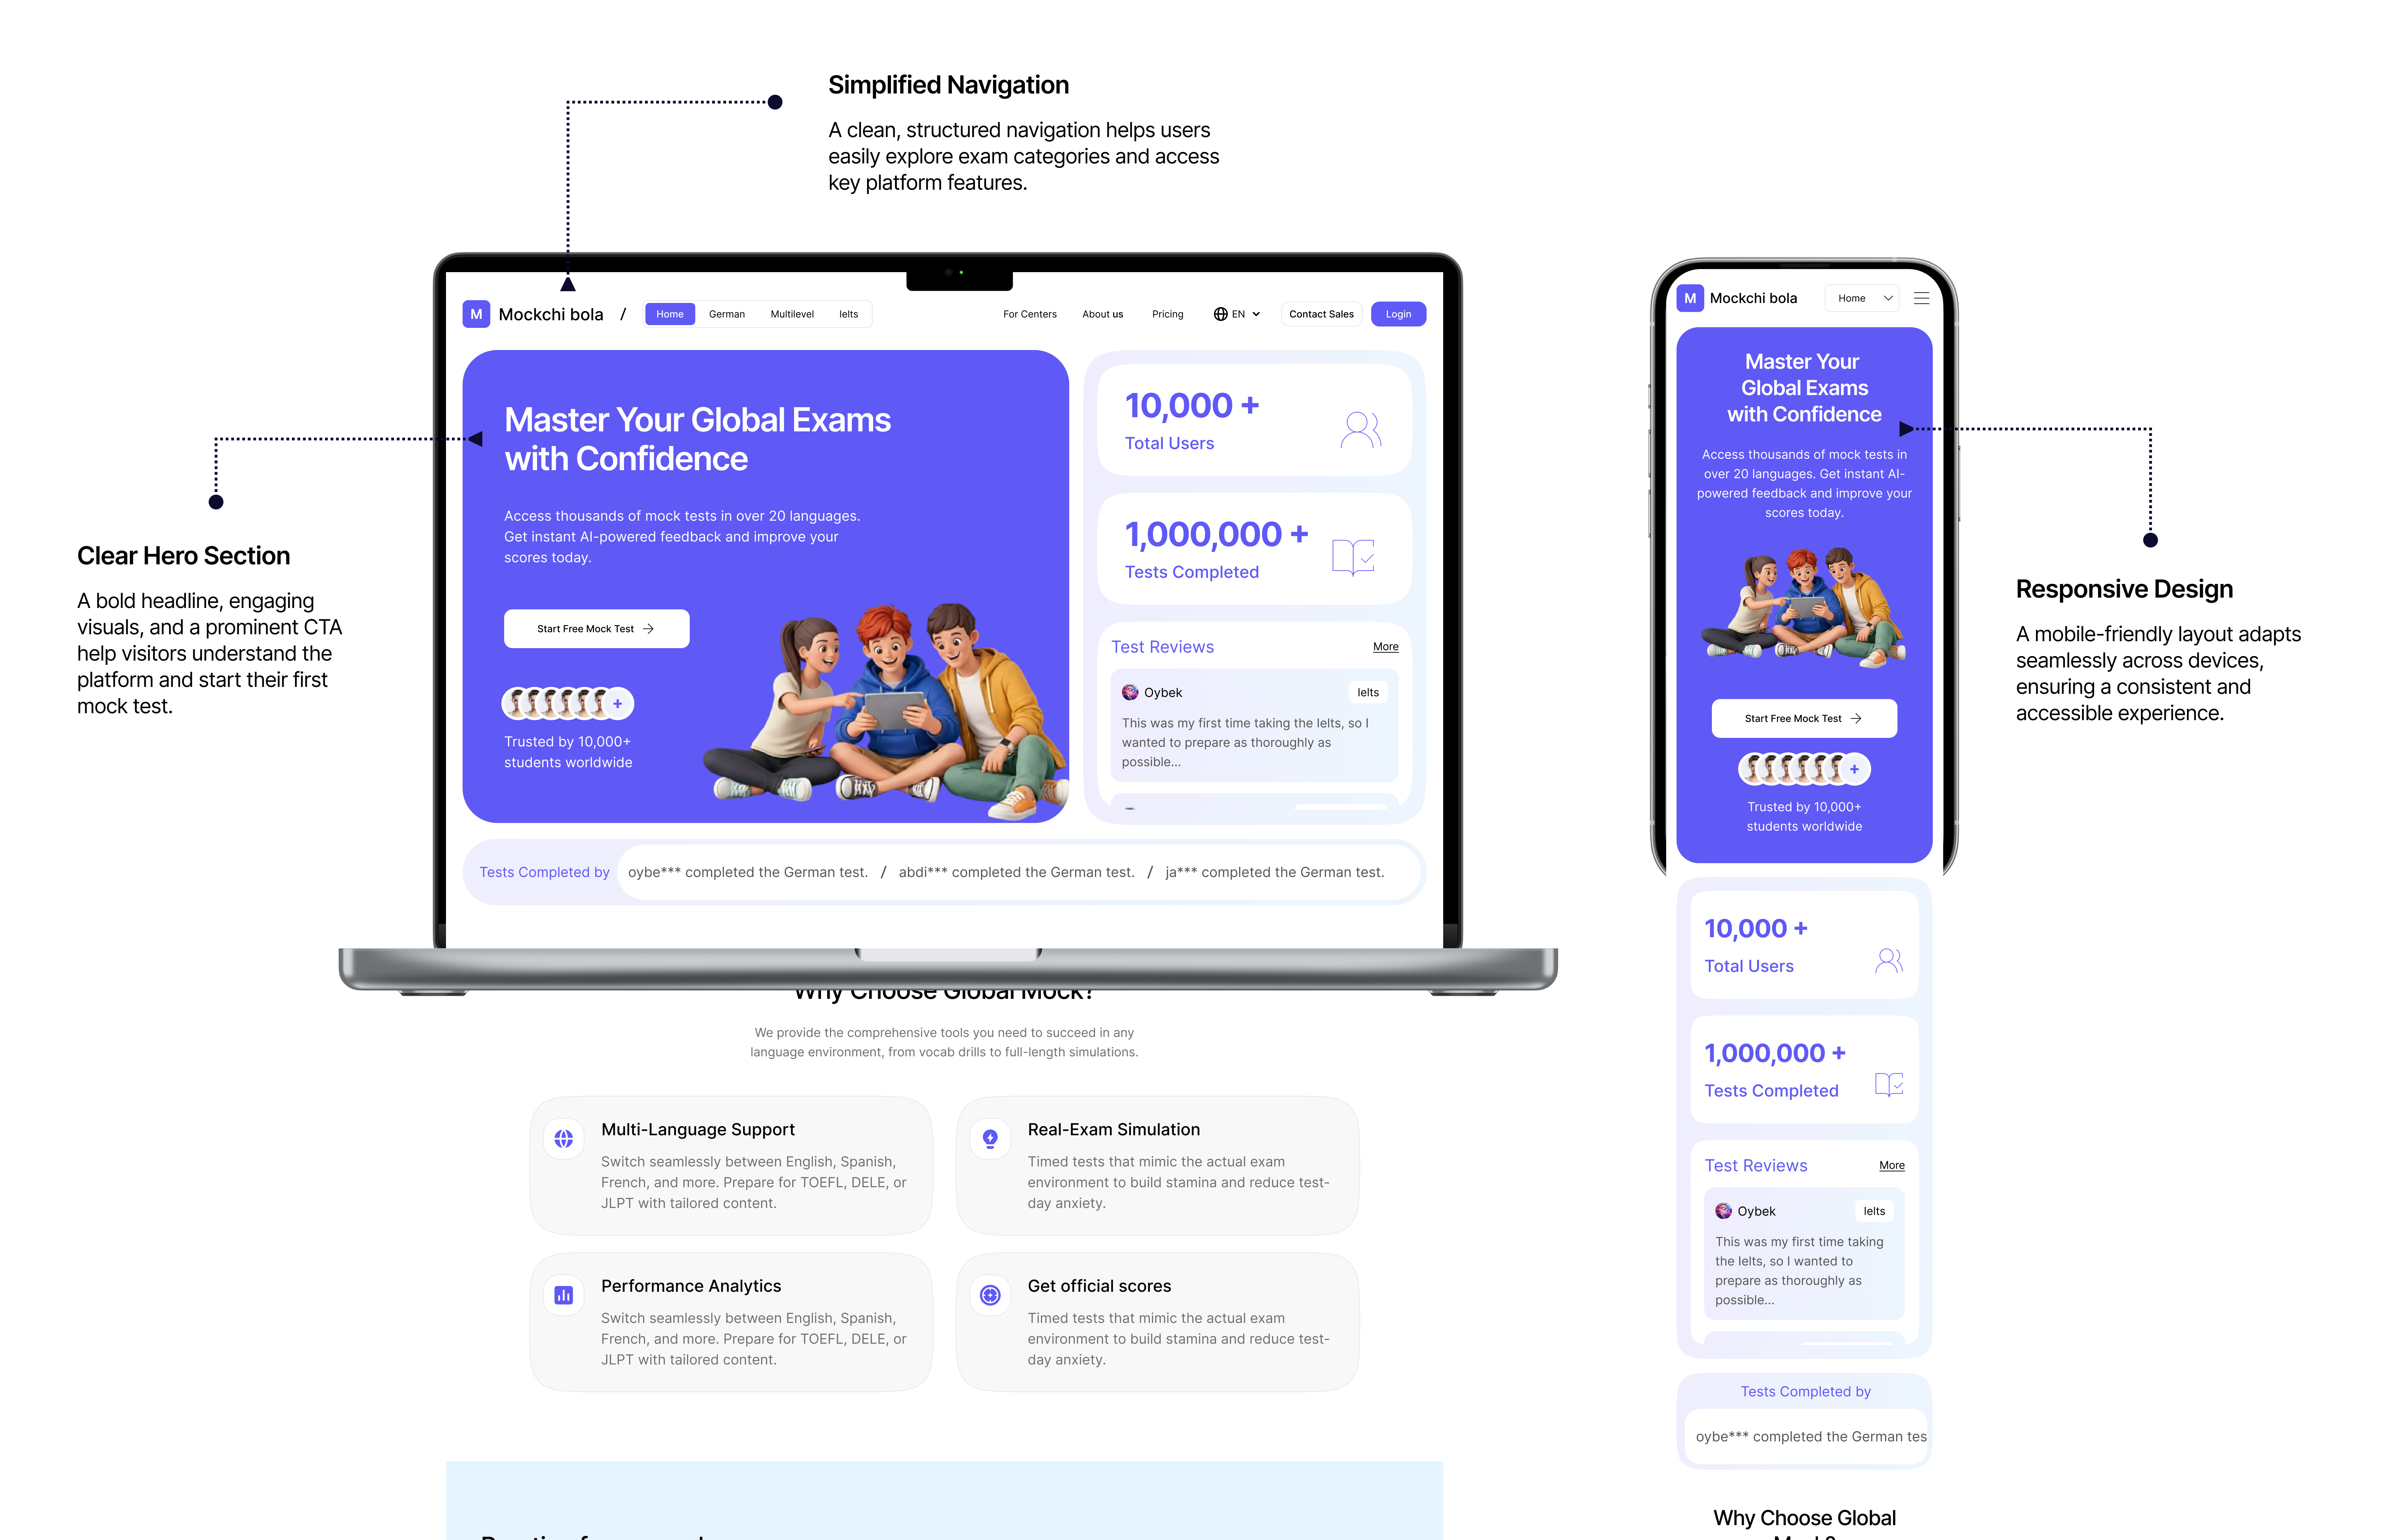 Simplified Navigation
A clean, structured navigation helps users
easily explore exam categories and access
key platform features.
Clear Hero Section
A bold headline, engaging
visuals, and a prominent CTA
help visitors understand the
platform and start their first
mock test.
M Mockchi bola / Home German Multilevel Ielts For Centers About us Pricing EN Contact Sales Login
Master Your Global Exams
with Confidence
Access thousands of mock tests in over 20 languages.
Get instant AI-powered feedback and improve your
scores today.
Start Free Mock Test
+
Trusted by 10,000+
students worldwide
10,000 +
Total Users
1,000,000 +
Tests Completed
Test Reviews More
Oybek Ielts
This was my first time taking the Ielts, so I
wanted to prepare as thoroughly as
possible...
Tests Completed by oybe*** completed the German test. / abdi*** completed the German test. / ja*** completed the German test.
Why Choose Global Mock?
We provide the comprehensive tools you need to succeed in any
language environment, from vocab drills to full-length simulations.
Multi-Language Support
Switch seamlessly between English, Spanish,
French, and more. Prepare for TOEFL, DELE, or
JLPT with tailored content.
Real-Exam Simulation
Timed tests that mimic the actual exam
environment to build stamina and reduce test-
day anxiety.
Performance Analytics
Switch seamlessly between English, Spanish,
French, and more. Prepare for TOEFL, DELE, or
JLPT with tailored content.
Get official scores
Timed tests that mimic the actual exam
environment to build stamina and reduce test-
day anxiety.
M Mockchi bola Home
Master Your
Global Exams
with Confidence
Access thousands of mock tests in
over 20 languages. Get instant AI-
powered feedback and improve your
scores today.
Start Free Mock Test
+
Trusted by 10,000+
students worldwide
10,000 +
Total Users
1,000,000 +
Tests Completed
Test Reviews More
Oybek Ielts
This was my first time taking
the Ielts, so I wanted to
prepare as thoroughly as
possible...
Tests Completed by
oybe*** completed the German tes
Why Choose Global
Responsive Design
A mobile-friendly layout adapts
seamlessly across devices,
ensuring a consistent and
accessible experience.